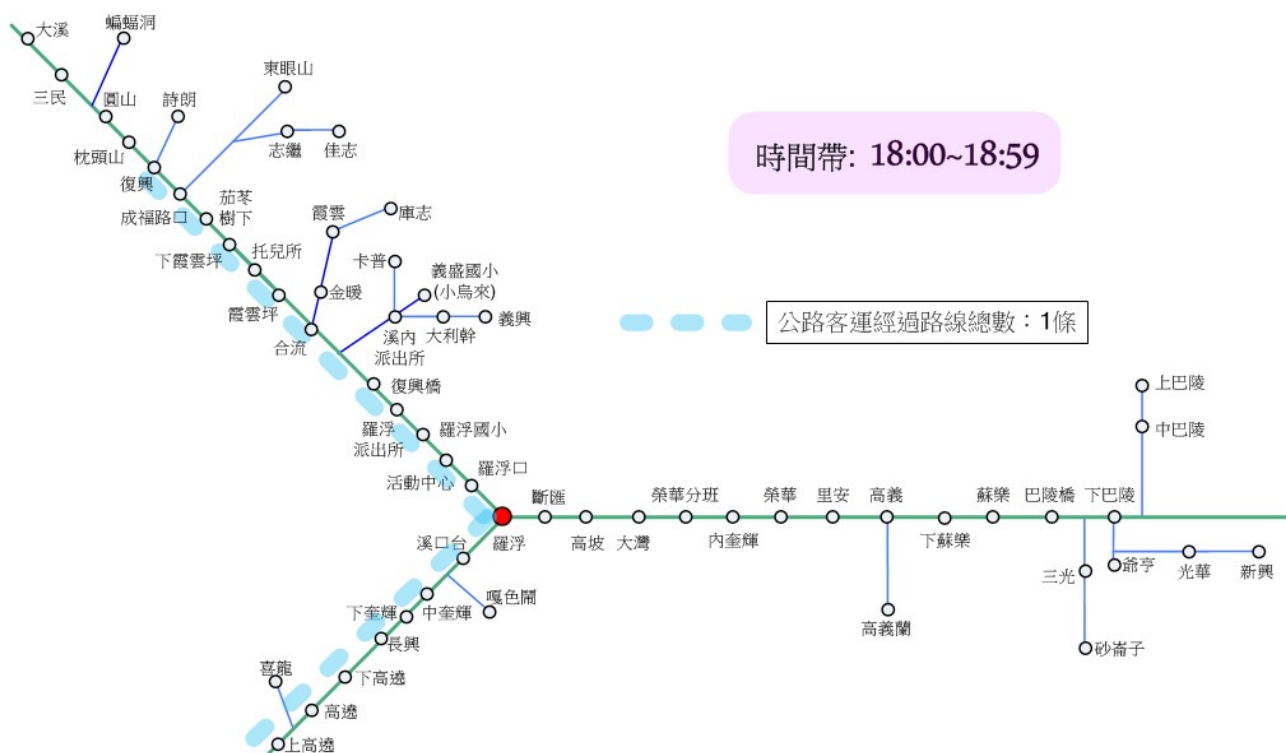 大溪
蝙蝠洞
三民
圓山
詩朗
東眼山
枕頭山
志繼
佳志
復興
時間帶: 18:00~18:59
成福路口
茄苳
樹下
霞雲
庫志
下霞雲坪
托兒所
卡普
義盛國小
(小烏來)
金暖
霞雲坪
溪內
派出所
大利幹
義興
公路客運經過路線總數：1條
合流
復興橋
上巴陵
羅浮
派出所
羅浮國小
中巴陵
活動中心
羅浮口
斷匯
榮華分班
榮華
里安
高義
蘇樂
巴陵橋
下巴陵
溪口台
羅浮
高坡
大灣
內奎輝
下蘇樂
三光
爺亨
光華
新興
下奎輝
中奎輝
嘎色鬧
高義蘭
長興
砂崙子
喜龍
下高遶
高遶
上高遶